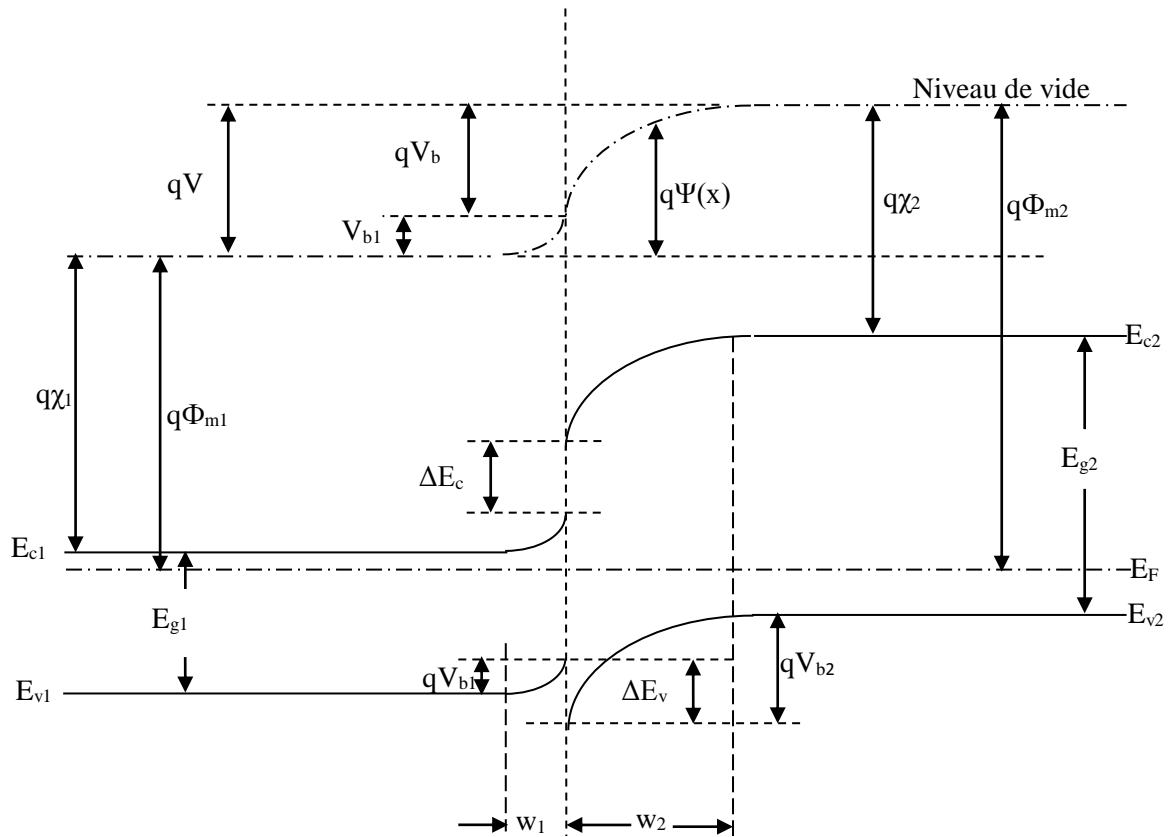 Niveau de vide
qV
qV_b
V_b1
qΨ(x)
qχ_2
qΦ_m2
E_c2
qχ_1
qΦ_m1
ΔE_c
E_g2
E_c1
E_F
E_g1
E_v2
E_v1
qV_b1
ΔE_v
qV_b2
w_1
w_2